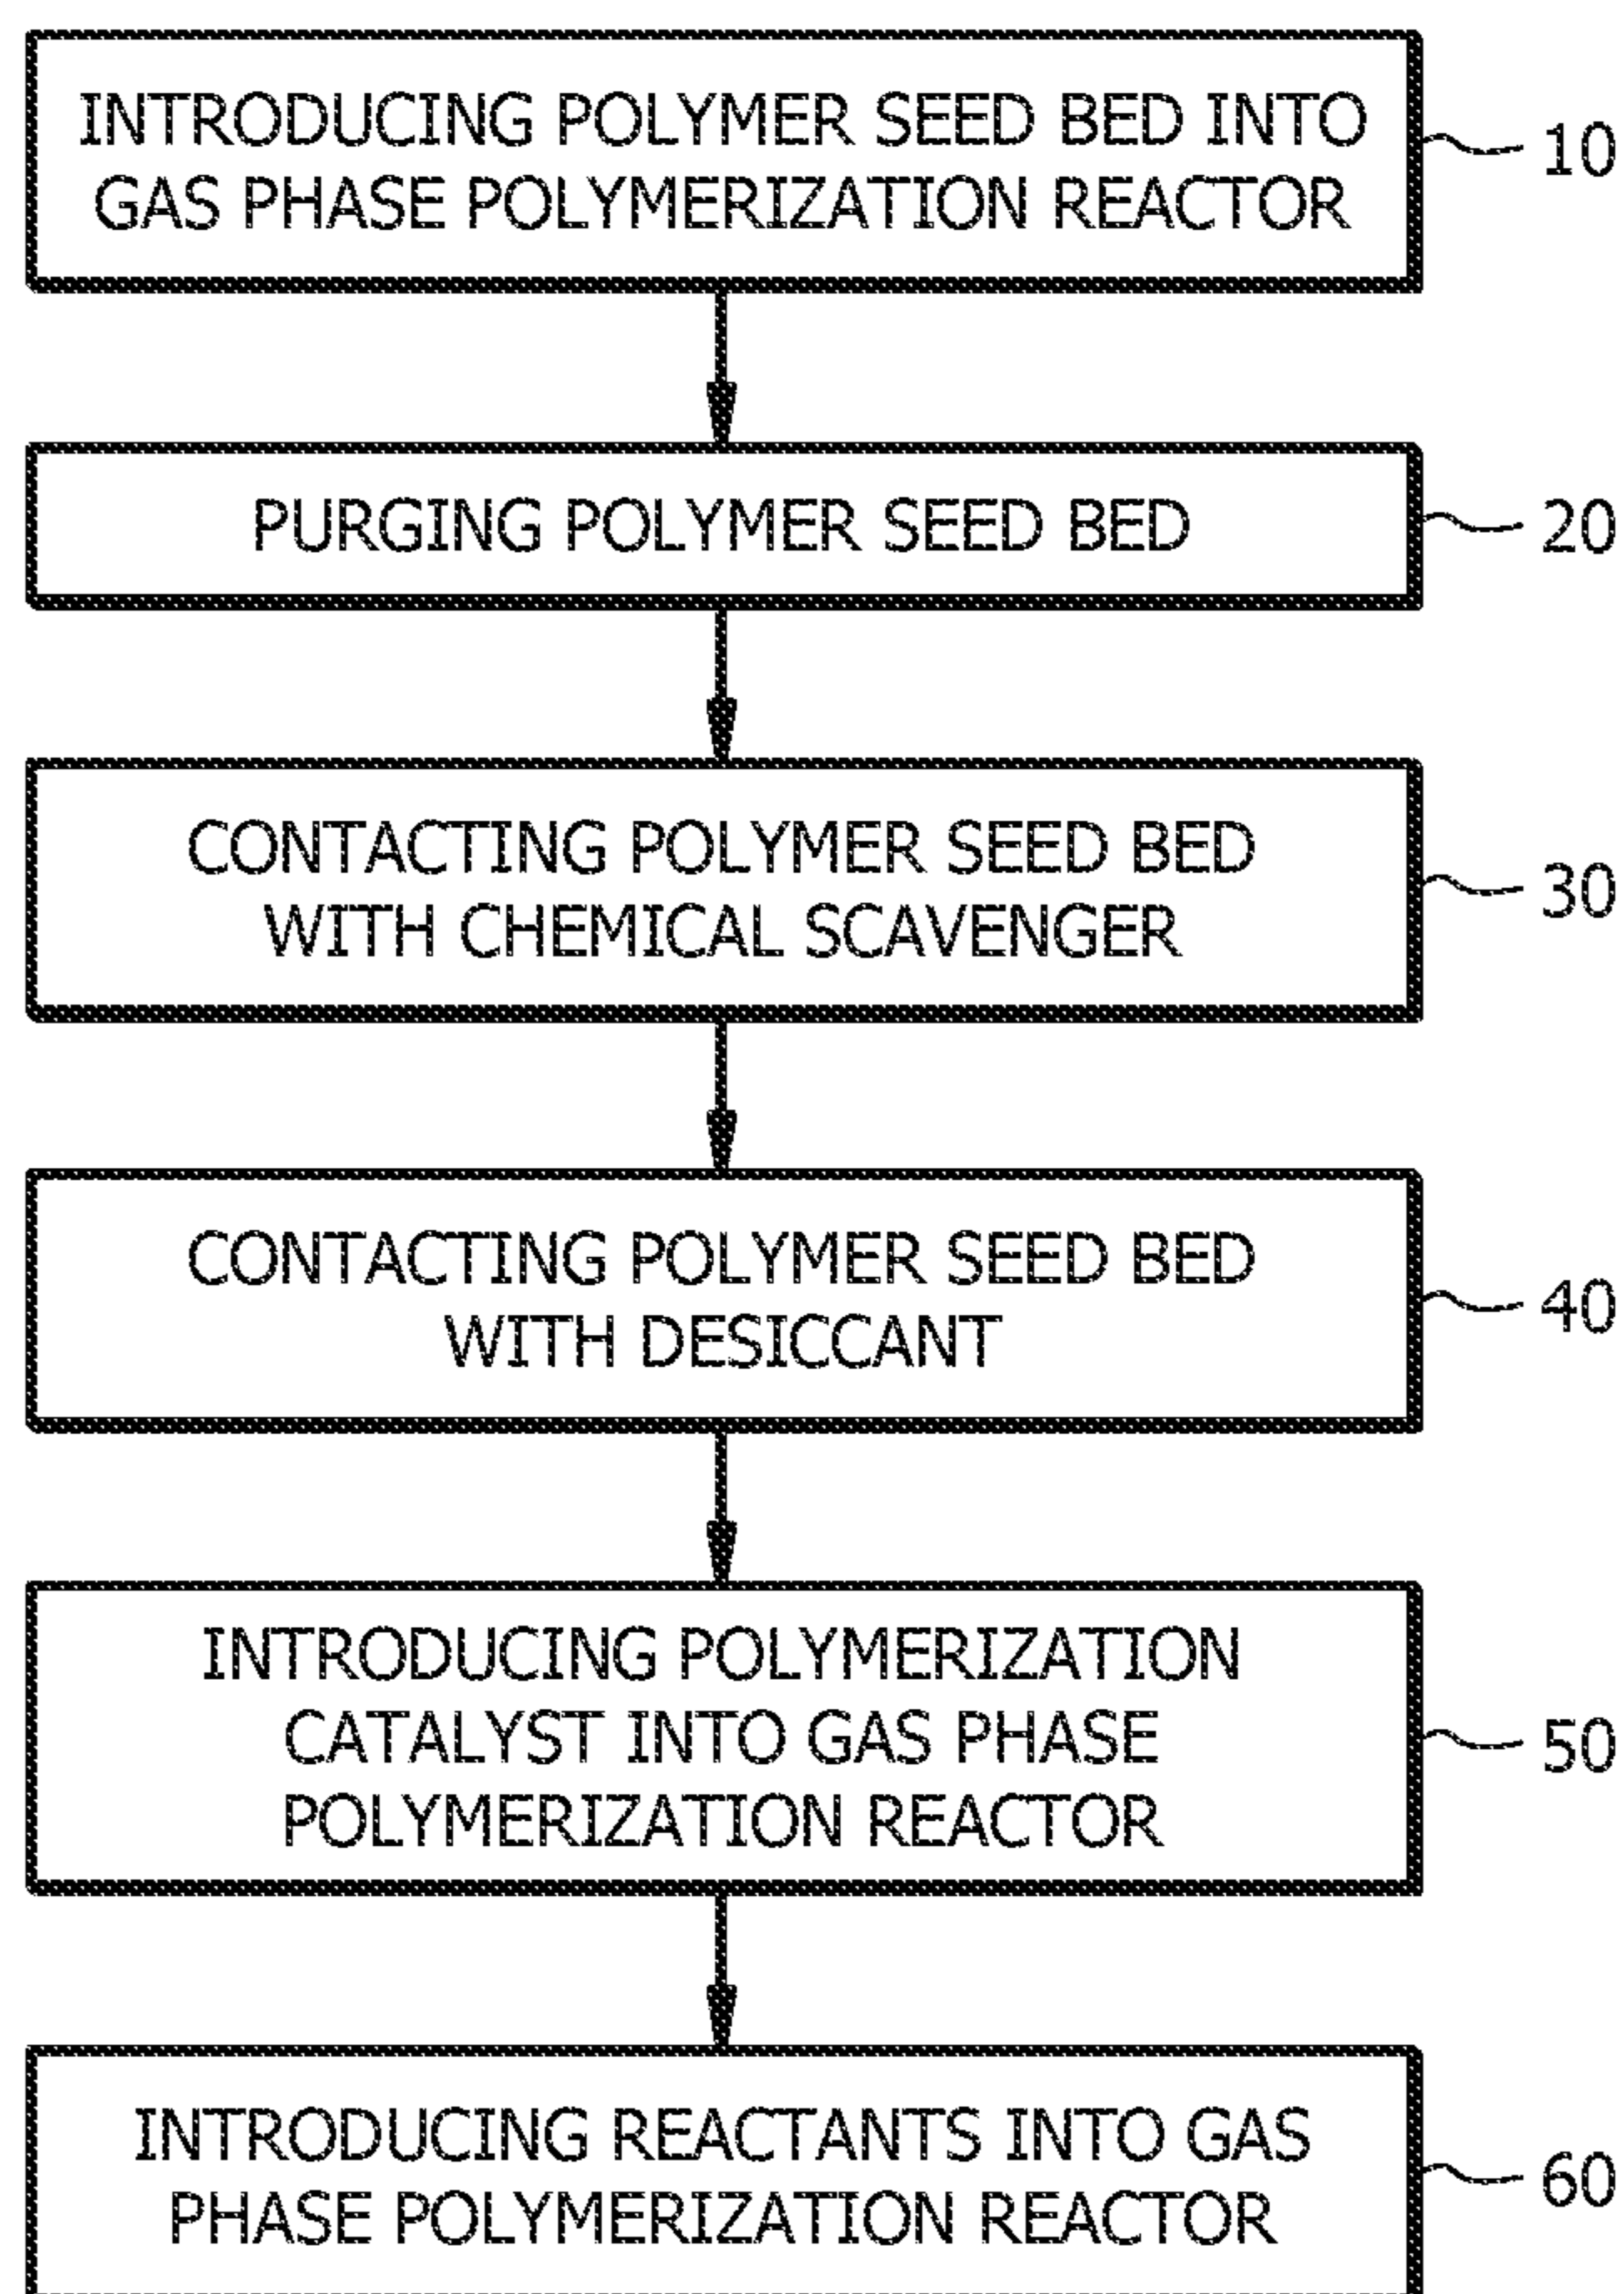 INTRODUCING POLYMER SEED BED INTO
GAS PHASE POLYMERIZATION REACTOR
10
PURGING POLYMER SEED BED
20
CONTACTING POLYMER SEED BED
WITH CHEMICAL SCAVENGER
30
CONTACTING POLYMER SEED BED
WITH DESICCANT
40
INTRODUCING POLYMERIZATION
CATALYST INTO GAS PHASE
POLYMERIZATION REACTOR
50
INTRODUCING REACTANTS INTO GAS
PHASE POLYMERIZATION REACTOR
60